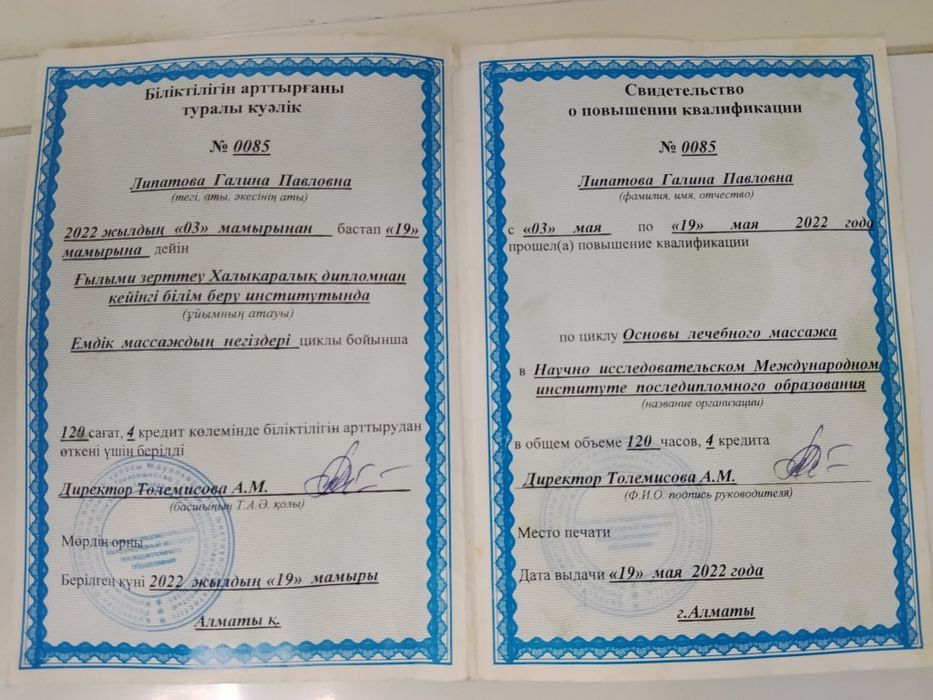 Біліктілігін арттырғаны
туралы куәлік
№ 0085
Липатова Галина Павловна
(тегі, аты, әкесінің аты)
2022 жылдың «03» мамырынан бастап «19»
мамырына дейін
Ғылыми зерттеу Халықаралық дипломнан
кейінгі білім беру институтында
(ұйымның атауы)
Емдік массаждың негіздері циклы бойынша
120 сағат, 4 кредит көлемінде біліктілігін арттырудан
өткені үшін берілді
Директор Толемисова А.М.
(басшының Т.А.Ә. қолы)
Мөрдің орны
последипломного
образования
Берілген күні 2022 жылдың «19» мамыры
Алматы қ.
Свидетельство
о повышении квалификации
№ 0085
Липатова Галина Павловна
(фамилия, имя, отчество)
с «03» мая по «19» мая 2022 года
прошел(а) повышение квалификации
по циклу Основы лечебного массажа
в Научно исследовательском Международном
институте последипломного образования
(название организации)
в общем объеме 120 часов, 4 кредита
Директор Толемисова А.М.
(Ф.И.О. подпись руководителя)
Место печати
Дата выдачи «19» мая 2022 года
г.Алматы